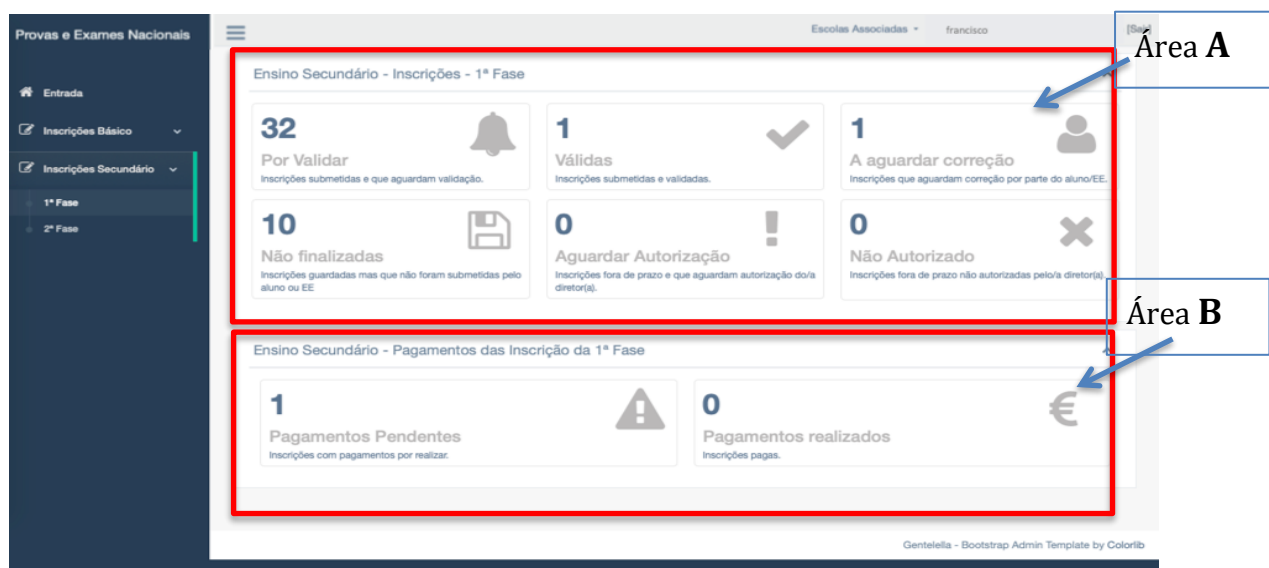 Provas e Exames Nacionais
Escolas Associadas
francisco
[Sair]
Área A
Entrada
Inscrições Básico
Inscrições Secundário
1ª Fase
2ª Fase
Ensino Secundário - Inscrições - 1ª Fase
32
Por Validar
Inscrições submetidas e que aguardam validação.
1
Válidas
Inscrições submetidas e validadas.
1
A aguardar correção
Inscrições que aguardam correção por parte do aluno/EE.
10
Não finalizadas
Inscrições guardadas mas que não foram submetidas pelo
aluno ou EE
0
Aguardar Autorização
Inscrições fora de prazo e que aguardam autorização do/a
diretor(a).
0
Não Autorizado
Inscrições fora de prazo não autorizadas pelo/a diretor(a).
Área B
Ensino Secundário - Pagamentos das Inscrição da 1ª Fase
1
Pagamentos Pendentes
Inscrições com pagamentos por realizar.
0
Pagamentos realizados
Inscrições pagas.
€
Gentelella - Bootstrap Admin Template by Colorlib